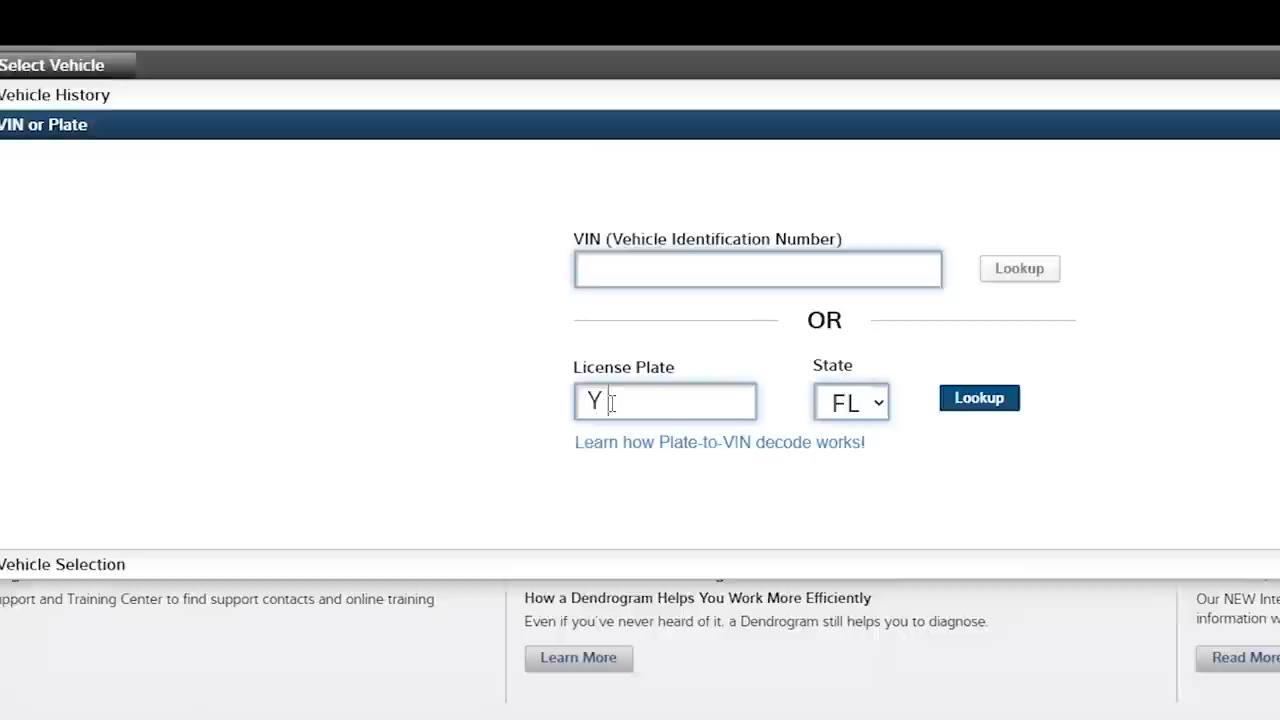 Select Vehicle
Vehicle History
VIN or Plate
VIN (Vehicle Identification Number)
Lookup
OR
License Plate
State
Y
FL
Lookup
Learn how Plate-to-VIN decode works!
Vehicle Selection
pport and Training Center to find support contacts and online training
How a Dendrogram Helps You Work More Efficiently
Even if you've never heard of it, a Dendrogram still helps you to diagnose.
Learn More
Our NEW Inte
information w
Read More